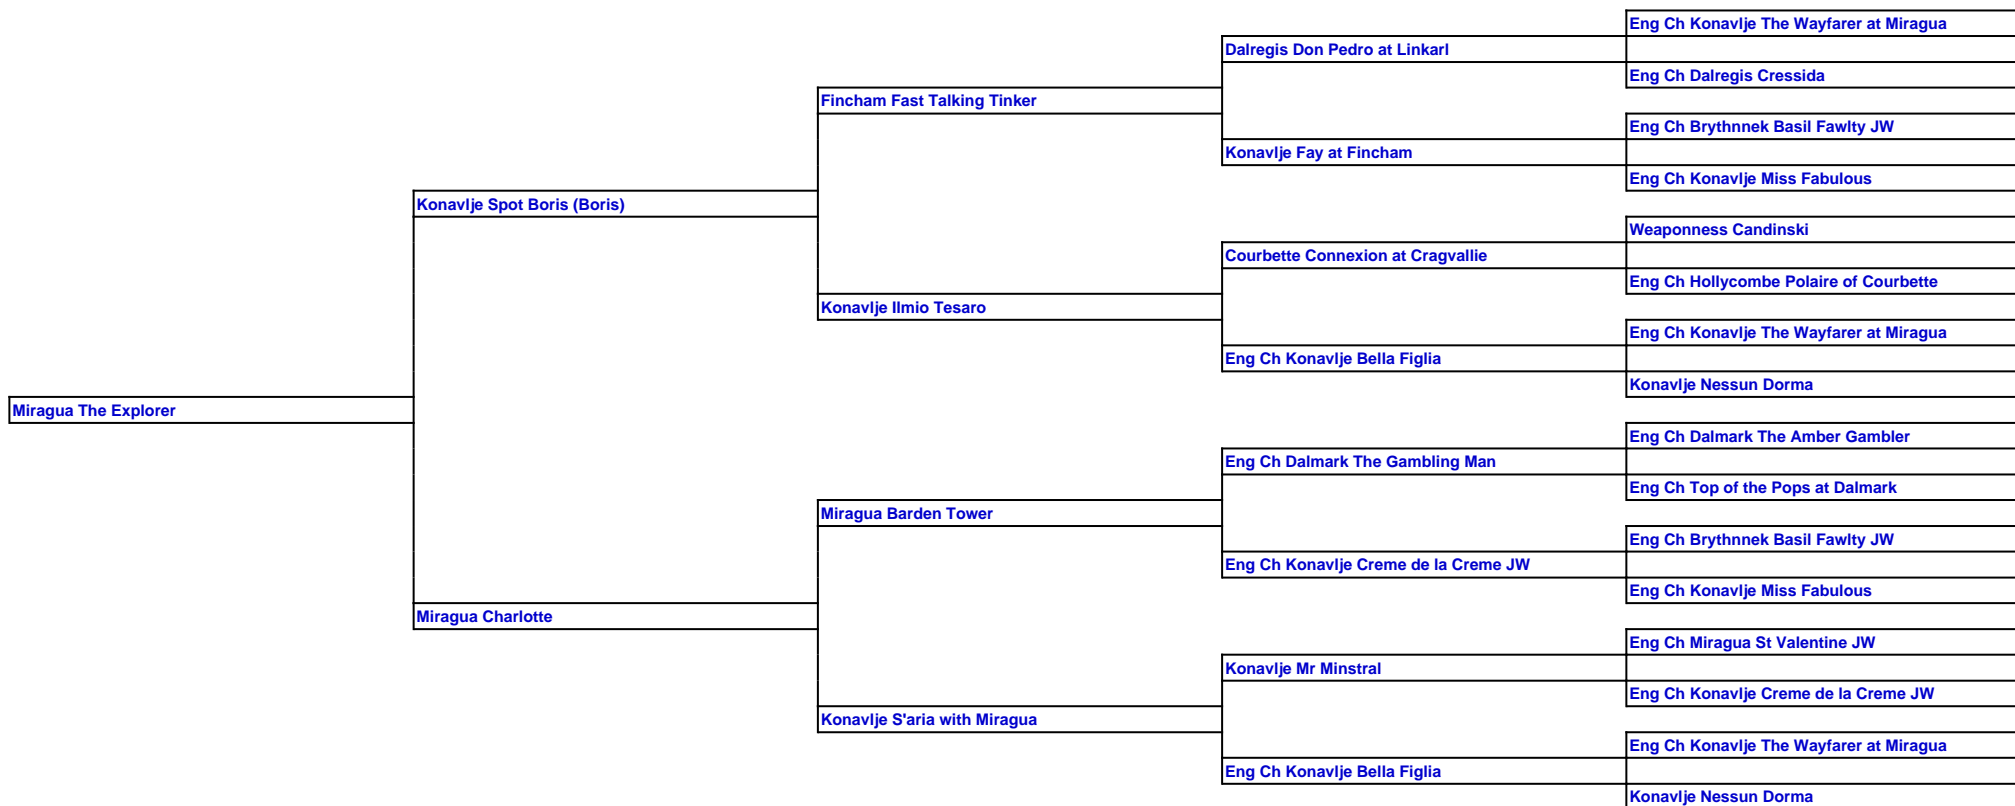 Eng Ch Konavlje The Wayfarer at Miragua
Dalregis Don Pedro at Linkarl
Eng Ch Dalregis Cressida
Fincham Fast Talking Tinker
Eng Ch Brythnnek Basil Fawlty JW
Konavlje Fay at Fincham
Eng Ch Konavlje Miss Fabulous
Konavlje Spot Boris (Boris)
Weaponness Candinski
Courbette Connexion at Cragvallie
Eng Ch Hollycombe Polaire of Courbette
Konavlje Ilmio Tesaro
Eng Ch Konavlje The Wayfarer at Miragua
Eng Ch Konavlje Bella Figlia
Konavlje Nessun Dorma
Miragua The Explorer
Eng Ch Dalmark The Amber Gambler
Eng Ch Dalmark The Gambling Man
Eng Ch Top of the Pops at Dalmark
Miragua Barden Tower
Eng Ch Brythnnek Basil Fawlty JW
Eng Ch Konavlje Creme de la Creme JW
Eng Ch Konavlje Miss Fabulous
Miragua Charlotte
Eng Ch Miragua St Valentine JW
Konavlje Mr Minstral
Eng Ch Konavlje Creme de la Creme JW
Konavlje S'aria with Miragua
Eng Ch Konavlje The Wayfarer at Miragua
Eng Ch Konavlje Bella Figlia
Konavlje Nessun Dorma